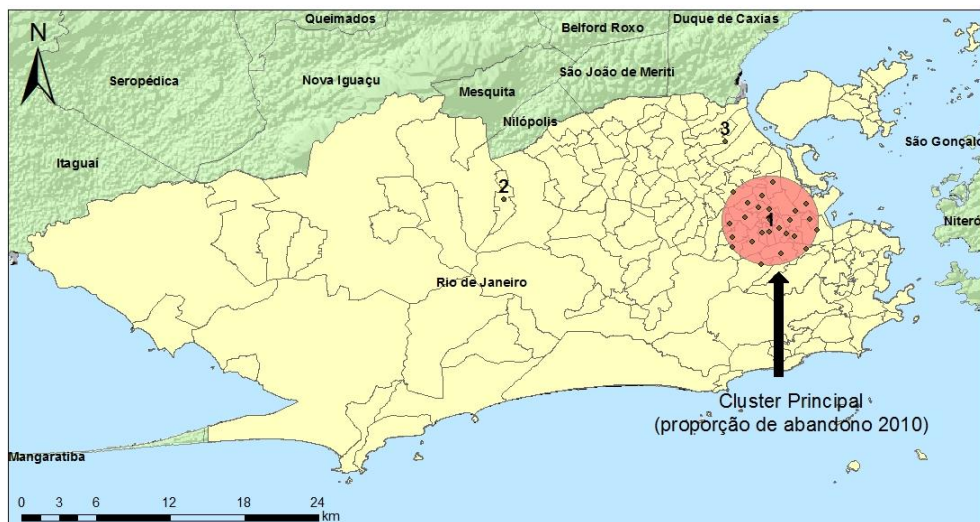 Queimados
Duque de Caxias
Belford Roxo
N
Seropédica
Nova Iguaçu
São João de Meriti
Mesquita
Nilópolis
3
São Gonçalo
Itaguaí
2
1
Niterói
Rio de Janeiro
Cluster Principal
(proporção de abandono 2010)
Mangaratiba
0 3 6 12 18 24
km